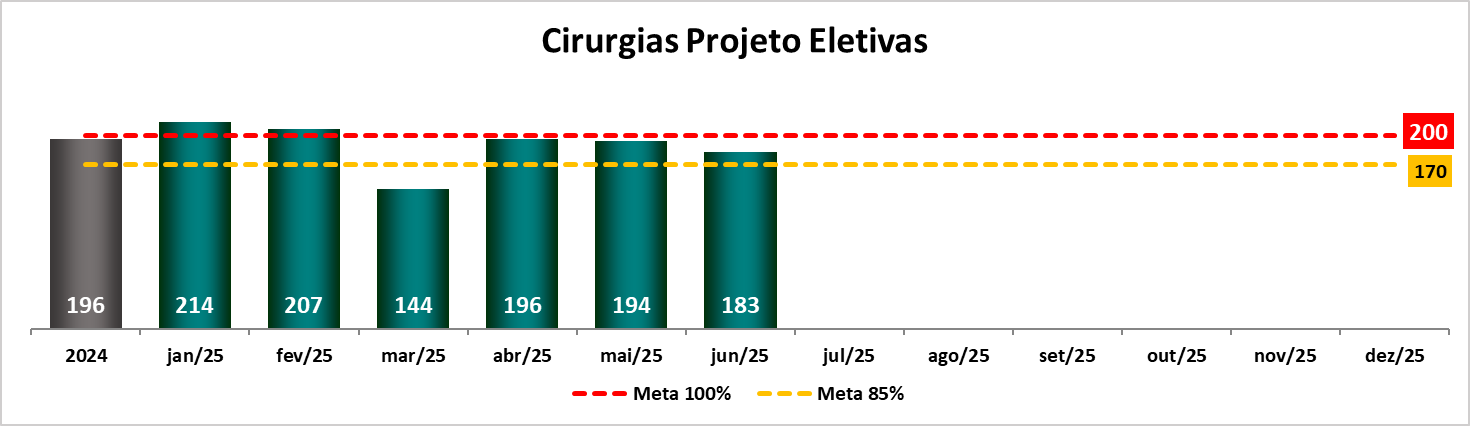 Cirurgias Projeto Eletivas
200
170
196 214 207 144 196 194 183
2024 jan/25 fev/25 mar/25 abr/25 mai/25 jun/25 jul/25 ago/25 set/25 out/25 nov/25 dez/25
Meta 100% Meta 85%